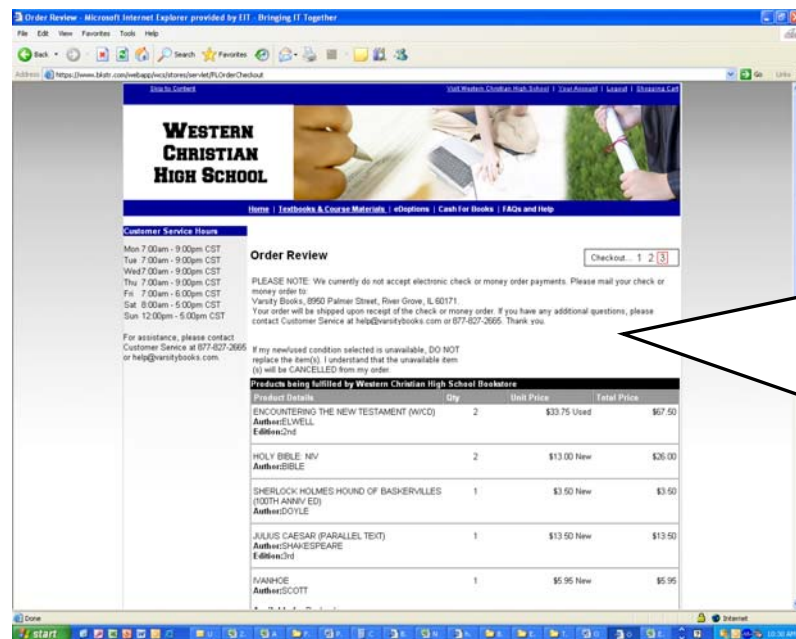 Order Review - Microsoft Internet Explorer provided by EIT - Bringing IT Together
File Edit View Favorites Tools Help
Back Search Favorites
Address https://www.bkstr.com/webapp/wcs/stores/servlet/FLOrderCheckout Go Links
Skip to Content Visit Western Christian High School | Your Account | Logout | Shopping Cart
WESTERN
CHRISTIAN
HIGH SCHOOL
Home | Textbooks & Course Materials | eOptions | Cash For Books | FAQs and Help
Customer Service Hours
Mon 7:00am - 9:00pm CST
Tue 7:00am - 9:00pm CST
Wed 7:00am - 9:00pm CST
Thu 7:00am - 9:00pm CST
Fri 7:00am - 6:00pm CST
Sat 8:00am - 5:00pm CST
Sun 12:00pm - 5:00pm CST
For assistance, please contact
Customer Service at 877-827-2665
or help@varsitybooks.com.
Order Review
Checkout... 1 2 3
PLEASE NOTE: We currently do not accept electronic check or money order payments. Please mail your check or
money order to:
Varsity Books, 8950 Palmer Street, River Grove, IL 60171.
Your order will be shipped upon receipt of the check or money order. If you have any additional questions, please
contact Customer Service at help@varsitybooks.com or 877-827-2665. Thank you.
If my new/used condition selected is unavailable, DO NOT
replace the item(s). I understand that the unavailable item
(s) will be CANCELLED from my order.
Products being fulfilled by Western Christian High School Bookstore
Product Details Qty Unit Price Total Price
ENCOUNTERING THE NEW TESTAMENT (W/CD) 2 $33.75 Used $67.50
Author:ELWELL
Edition:2nd
HOLY BIBLE: NIV 2 $13.00 New $26.00
Author:BIBLE
SHERLOCK HOLMES HOUND OF BASKERVILLES 1 $3.50 New $3.50
(100TH ANNIV ED)
Author:DOYLE
JULIUS CAESAR (PARALLEL TEXT) 1 $13.50 New $13.50
Author:SHAKESPEARE
Edition:3rd
IVANHOE 1 $5.95 New $5.95
Author:SCOTT
Done Internet
start